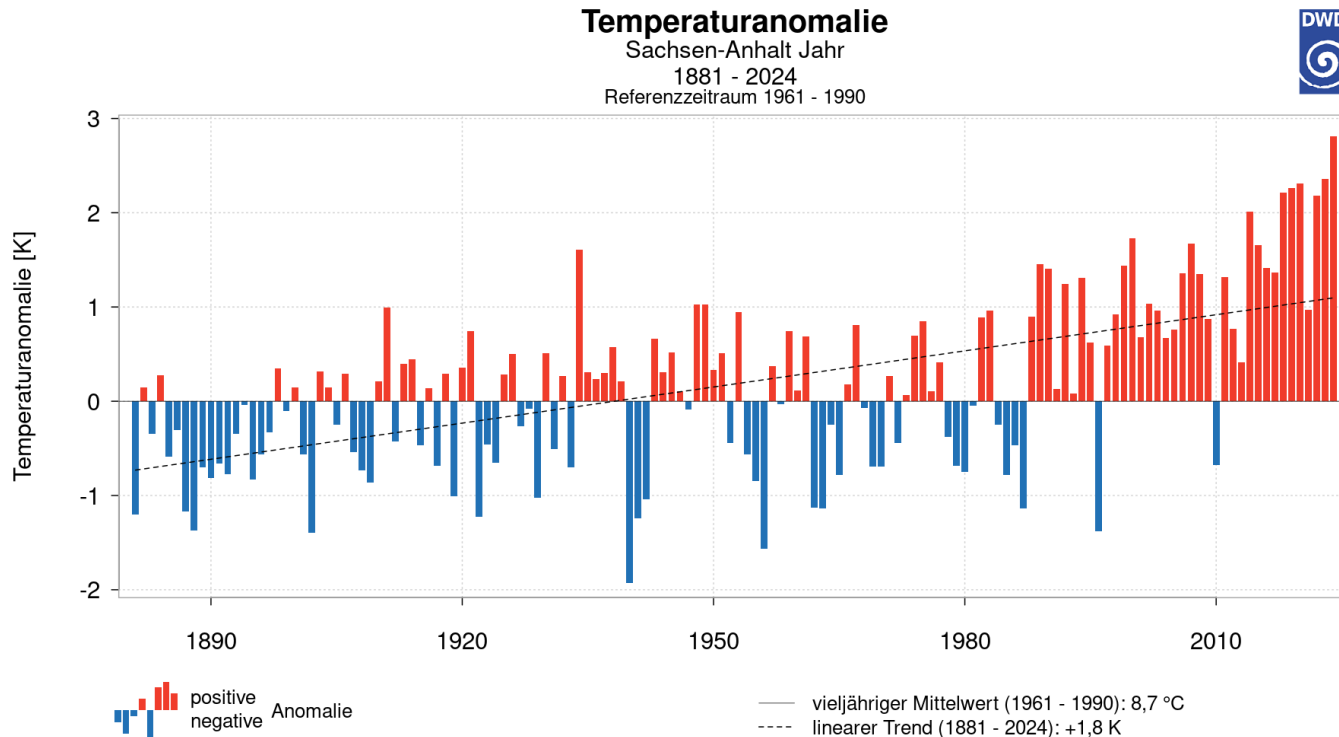 Temperaturanomalie
Sachsen-Anhalt Jahr
1881 - 2024
Referenzzeitraum 1961 - 1990
DWD
Temperaturanomalie [K]
3
2
1
0
-1
-2
1890
1920
1950
1980
2010
positive
negative
Anomalie
vieljähriger Mittelwert (1961 - 1990): 8,7 °C
linearer Trend (1881 - 2024): +1,8 K